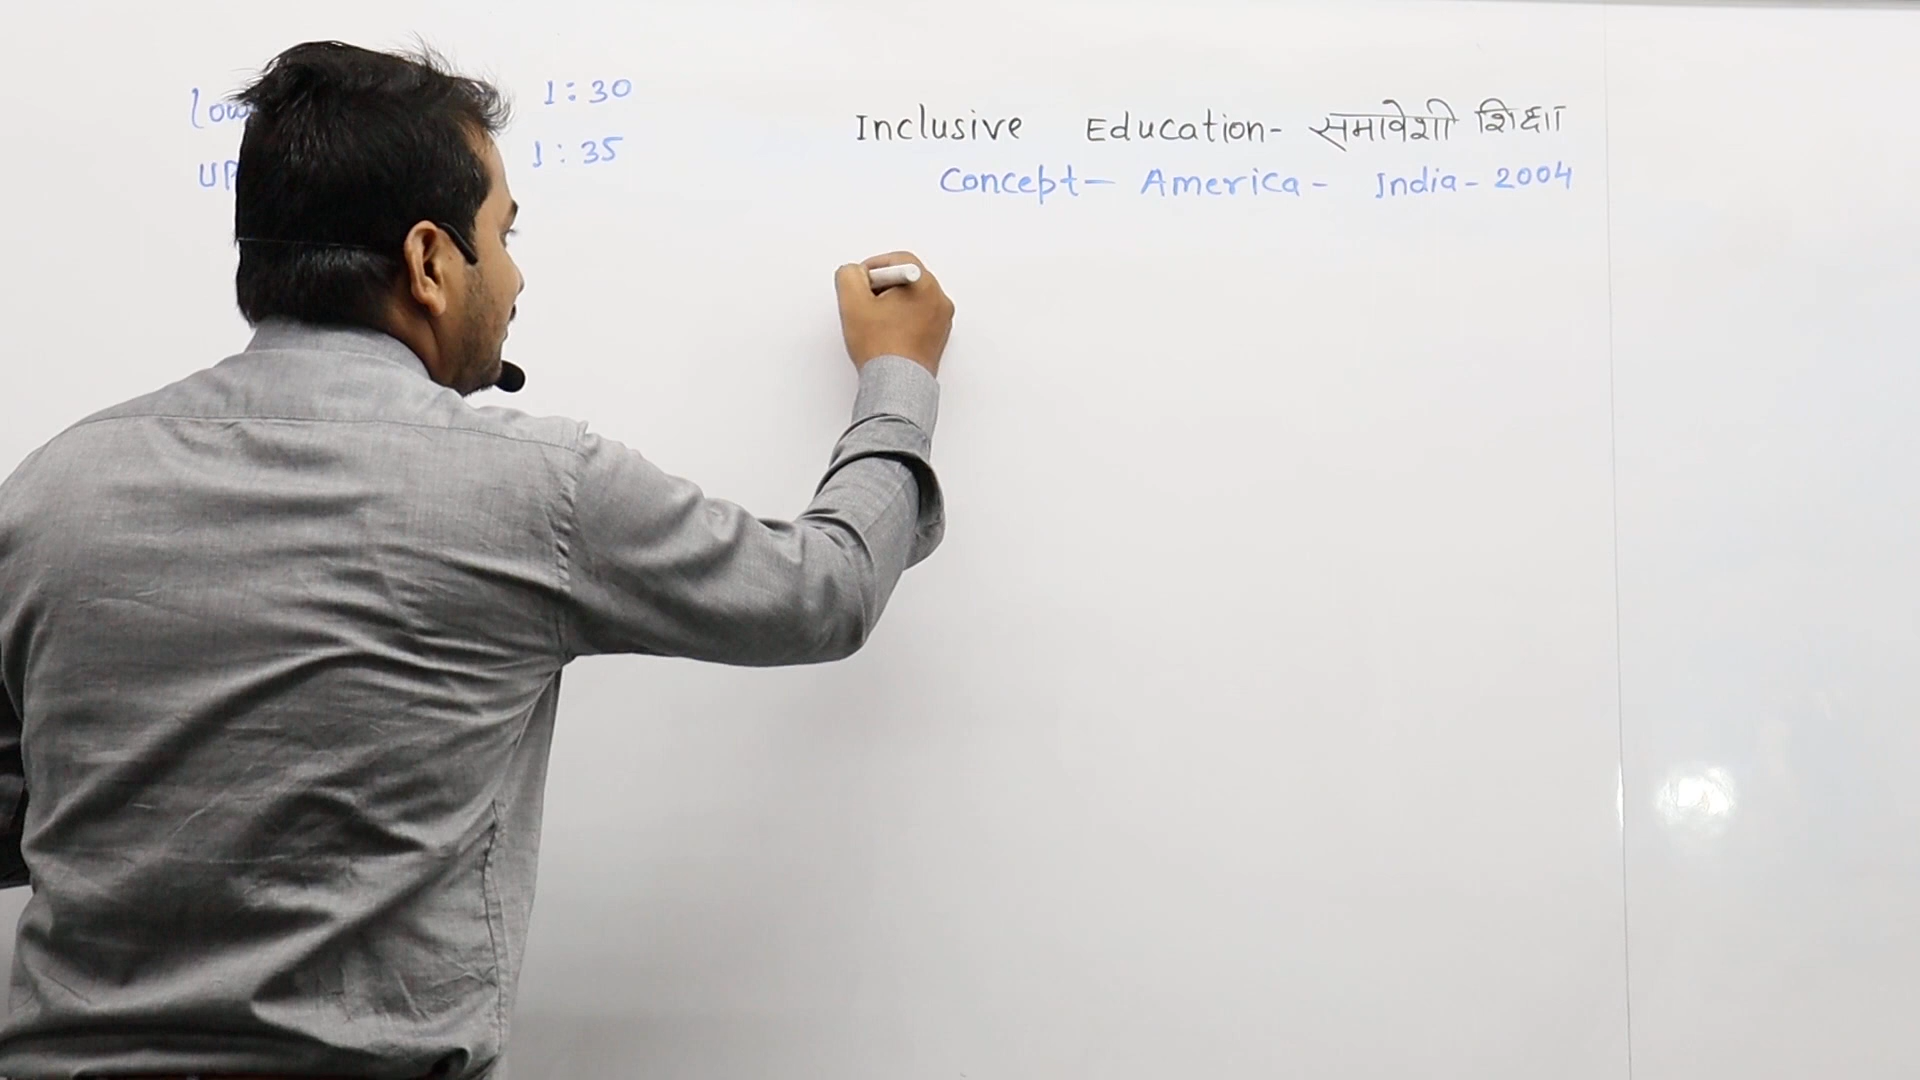 1:30
1:35
Inclusive Education- समावेशी शिक्षा
Concept- America- India-2004